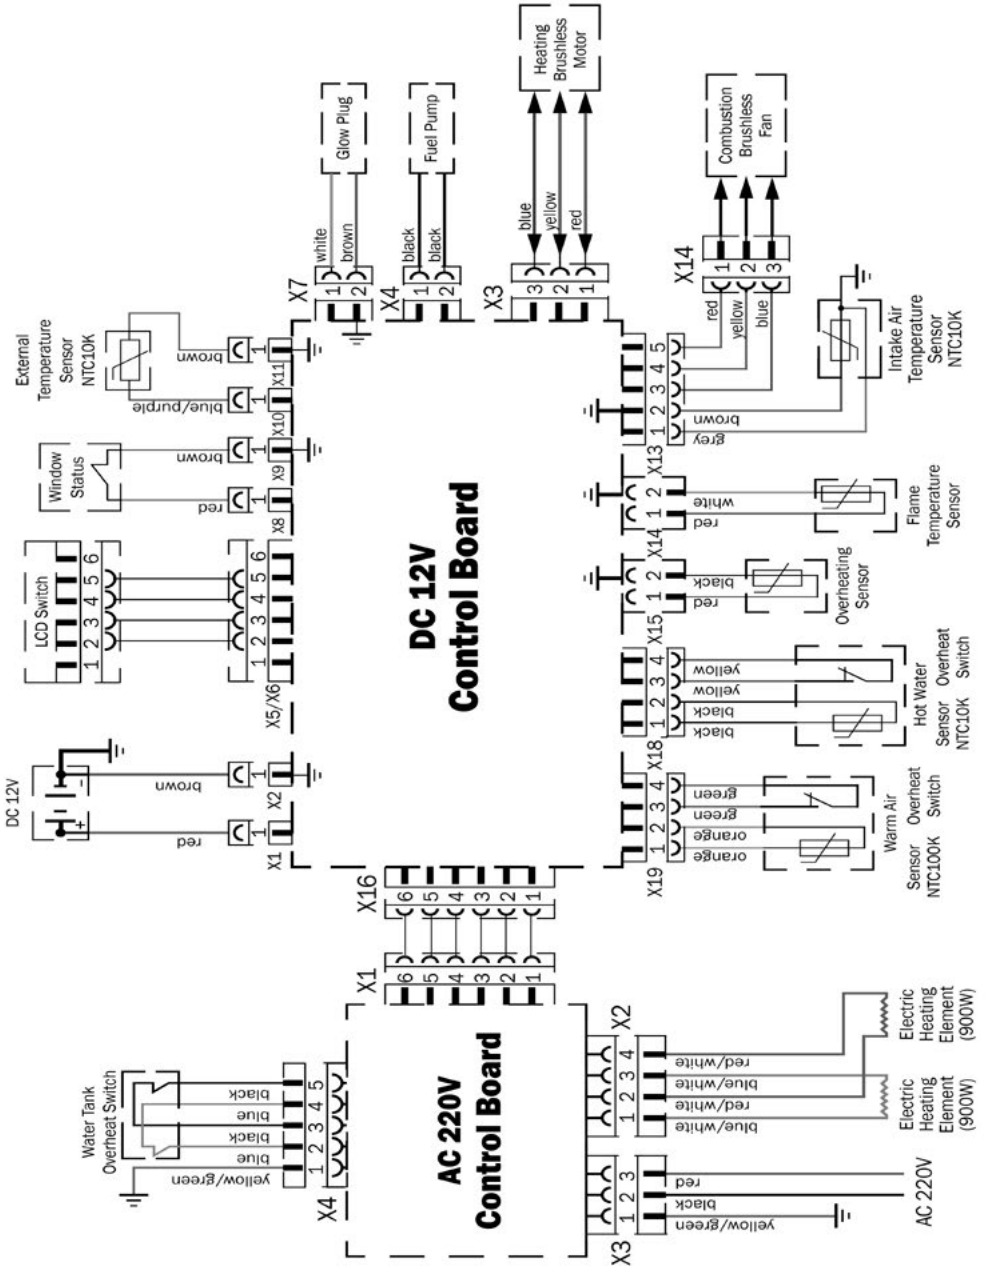 External
Temperature
Sensor
NTC10K
brown
blue/purple
1
X11
1
X10
Window
Status
brown
red
1
X9
1
X8
LCD Switch
1 2 3 4 5 6
1 2 3 4 5 6
X5/X6
DC 12V
+
-
brown
red
1
X2
1
X1
Glow Plug
white
brown
X7
1
2
Fuel Pump
black
black
X4
1
2
Heating
Brushless
Motor
blue
yellow
red
X3
3
2
1
Combustion
Brushless
Fan
X14
1
2
3
red
yellow
blue
1 2 3 4 5
X13
brown
grey
Intake Air
Temperature
Sensor
NTC10K
DC 12V
Control Board
1 2
X14
white
red
Flame
Temperature
Sensor
1 2
X15
black
red
Overheating
Sensor
1 2 3 4
X18
yellow
yellow
black
black
Hot Water
Sensor Overheat
NTC10K Switch
1 2 3 4
X19
green
green
orange
orange
Warm Air
Sensor Overheat
NTC100K Switch
X16
6
5
4
3
2
1
X1
6
5
4
3
2
1
Water Tank
Overheat Switch
black
blue
black
blue
yellow/green
1 2 3 4 5
X4
AC 220V
Control Board
X2
1 2 3 4
red/white
blue/white
red/white
blue/white
Electric
Heating
Element
(900W)
Electric
Heating
Element
(900W)
X3
1 2 3
red
black
yellow/green
AC 220V